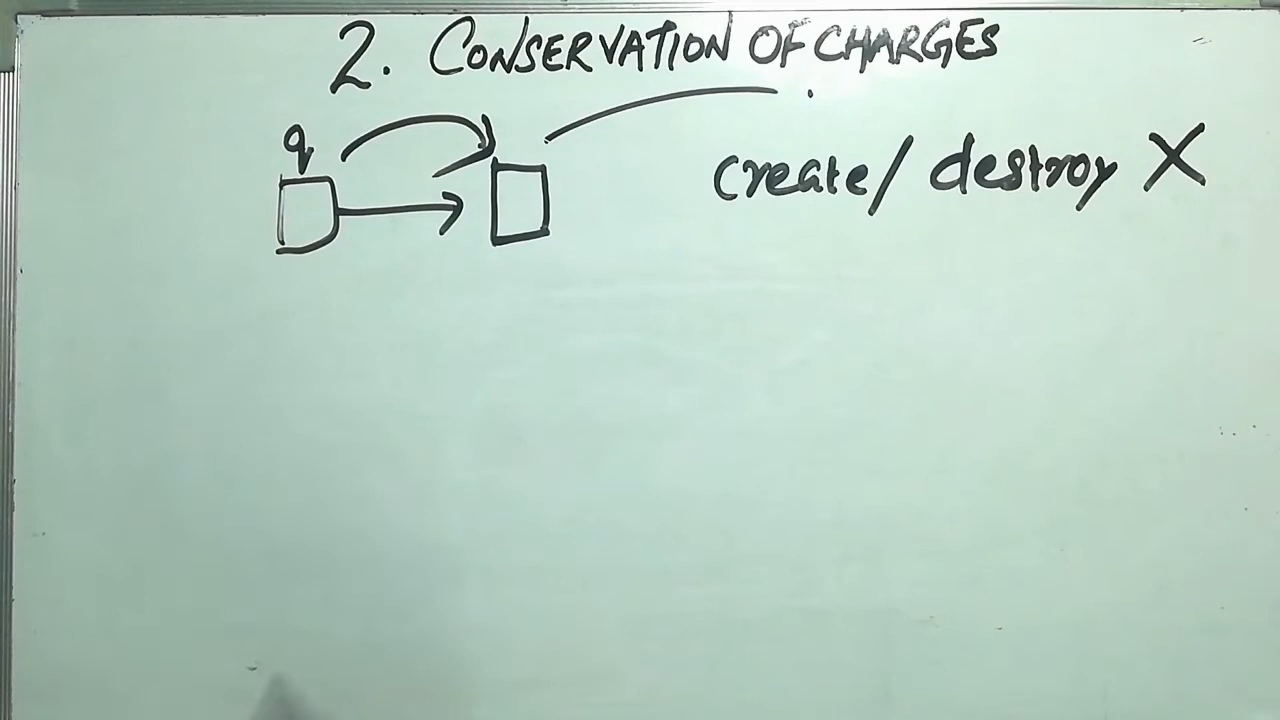 2. CONSERVATION OF CHARGES
q
create/ destroy X